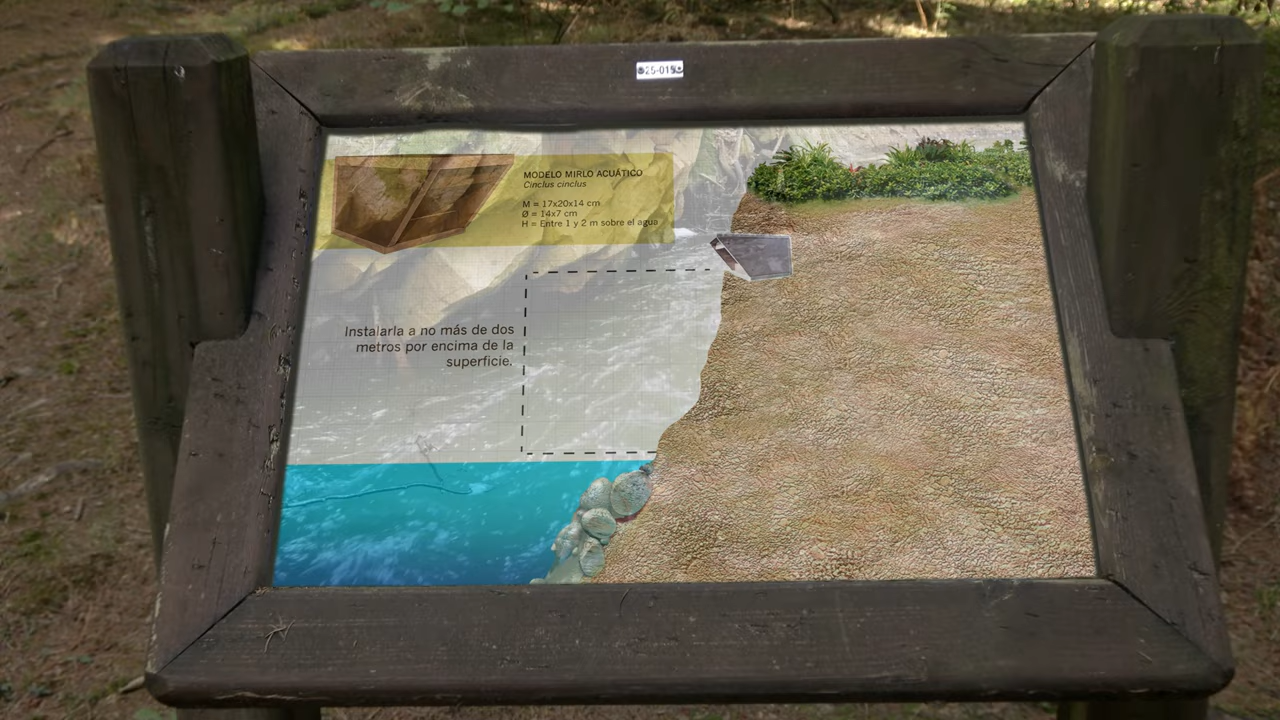 25-015
MODELO MIRLO ACUÁTICO
Cinclus cinclus
M = 17x20x14 cm
Ø = 14x7 cm
H = Entre 1 y 2 m sobre el agua
Instalarla a no más de dos
metros por encima de la
superficie.